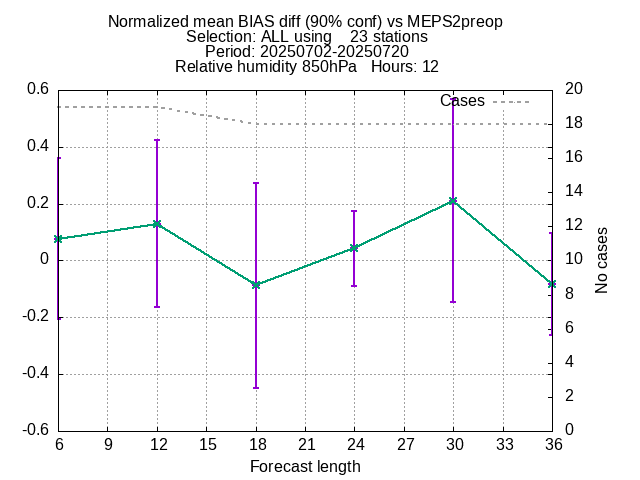 Normalized mean BIAS diff (90% conf) vs MEPS2preop
Selection: ALL using    23 stations
Period: 20250702-20250720
Relative humidity 850hPa   Hours: 12
Cases
0.6
0.4
0.2
0
-0.2
-0.4
-0.6
20
18
16
14
12
10
8
6
4
2
0
No cases
6 9 12 15 18 21 24 27 30 33 36
Forecast length